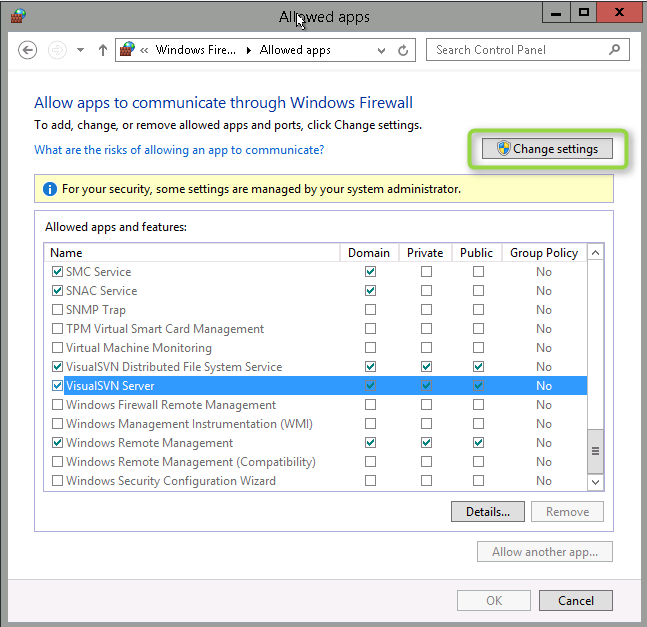 Allowed apps
« Windows Fire... Allowed apps
Search Control Panel
Allow apps to communicate through Windows Firewall
To add, change, or remove allowed apps and ports, click Change settings.
What are the risks of allowing an app to communicate?
Change settings
For your security, some settings are managed by your system administrator.
Allowed apps and features:
Name Domain Private Public Group Policy
SMC Service No
SNAC Service No
SNMP Trap No
TPM Virtual Smart Card Management No
Virtual Machine Monitoring No
VisualSVN Distributed File System Service No
VisualSVN Server No
Windows Firewall Remote Management No
Windows Management Instrumentation (WMI) No
Windows Remote Management No
Windows Remote Management (Compatibility) No
Windows Security Configuration Wizard No
Details... Remove
Allow another app...
OK Cancel